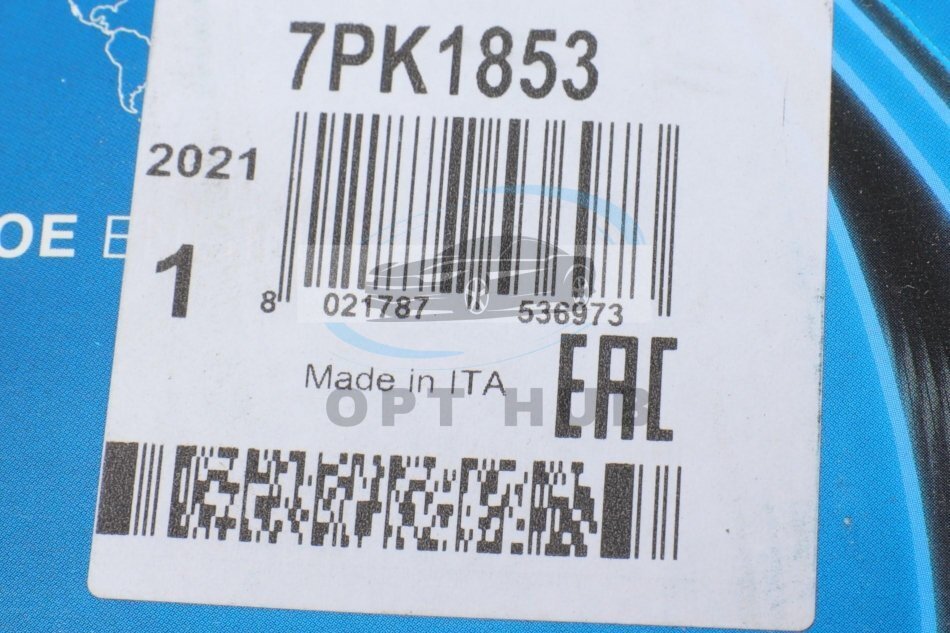 7PK1853
2021
OE E
1
8 021787 536973
Made in ITA
EAC
OPT HUB